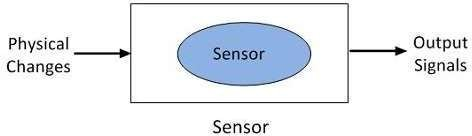 Physical
Changes
Sensor
Output
Signals
Sensor